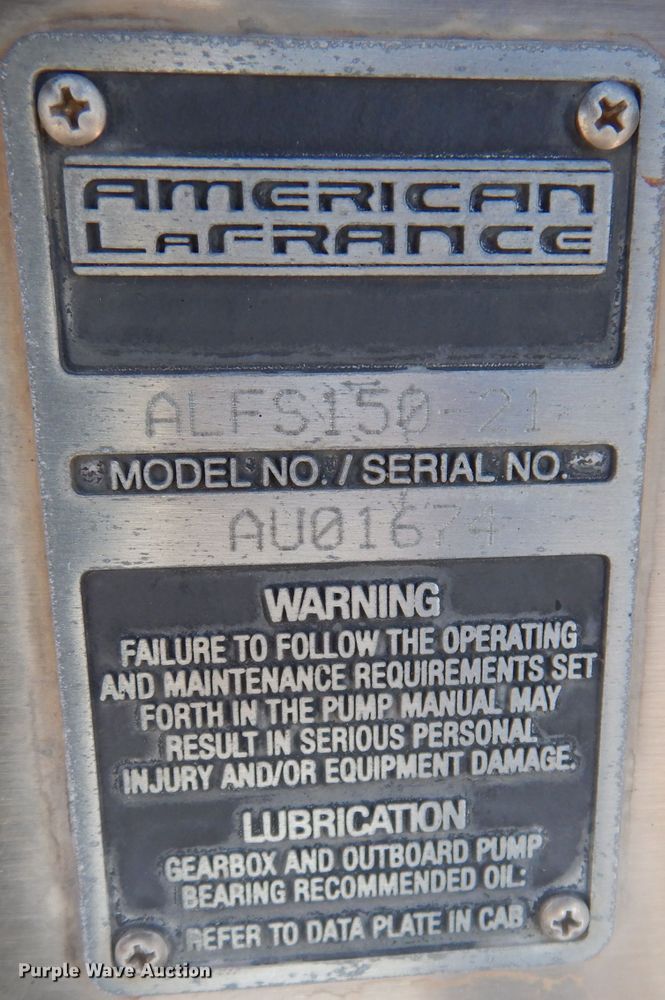 AMERICAN
LAFRANCE
ALFS150-21
MODEL NO. / SERIAL NO.
AU01674
WARNING
FAILURE TO FOLLOW THE OPERATING
AND MAINTENANCE REQUIREMENTS SET
FORTH IN THE PUMP MANUAL MAY
RESULT IN SERIOUS PERSONAL
INJURY AND/OR EQUIPMENT DAMAGE.
LUBRICATION
GEARBOX AND OUTBOARD PUMP
BEARING RECOMMENDED OIL:
REFER TO DATA PLATE IN CAB
Purple Wave Auction